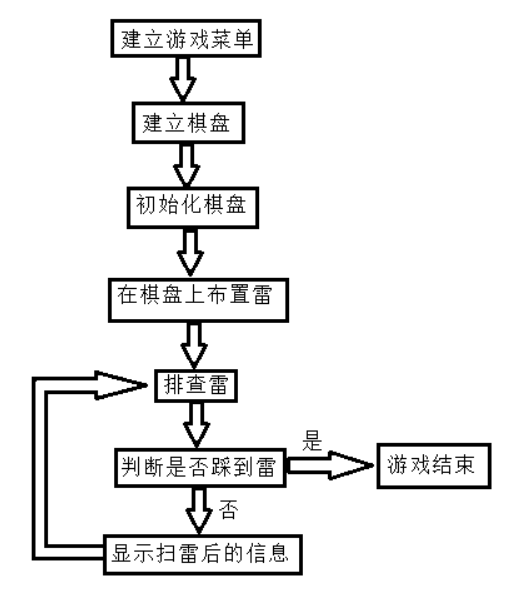 建立游戏菜单
建立棋盘
初始化棋盘
在棋盘上布置雷
排查雷
判断是否踩到雷
是
游戏结束
否
显示扫雷后的信息